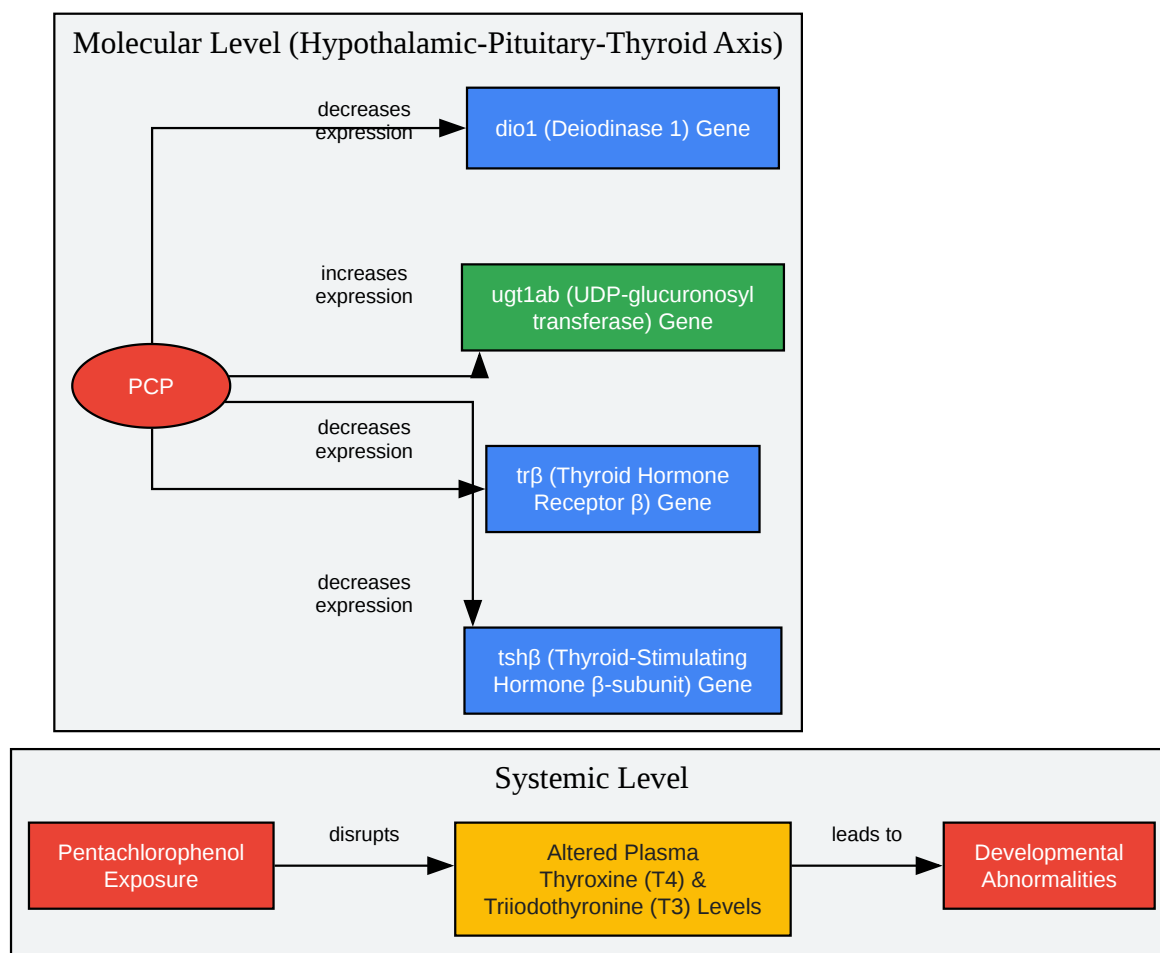 Molecular Level (Hypothalamic-Pituitary-Thyroid Axis)
decreases
expression
dio1 (Deiodinase 1) Gene
increases
expression
ugt1ab (UDP-glucuronosyl
transferase) Gene
PCP
decreases
expression
trβ (Thyroid Hormone
Receptor β) Gene
decreases
expression
tshβ (Thyroid-Stimulating
Hormone β-subunit) Gene
Systemic Level
Pentachlorophenol
Exposure
disrupts
Altered Plasma
Thyroxine (T4) &
Triiodothyronine (T3) Levels
leads to
Developmental
Abnormalities